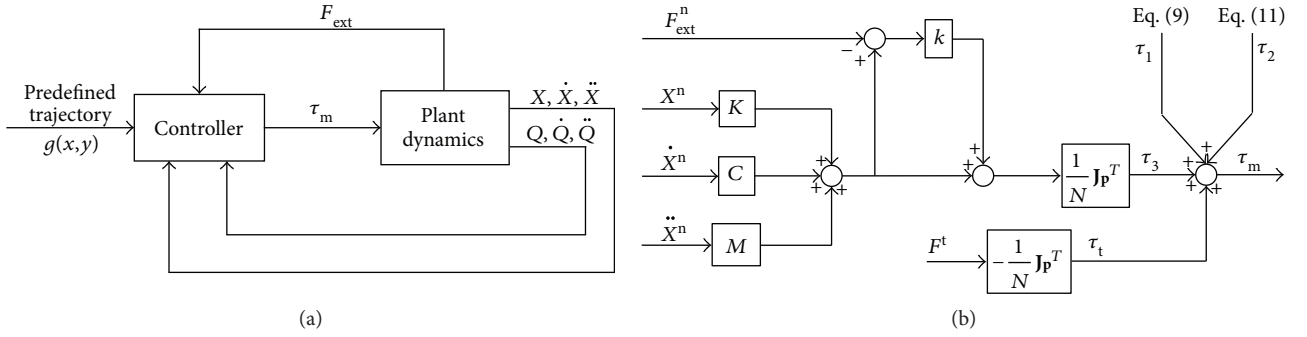 F_ext
Predefined
trajectory
g(x, y)
Controller
τ_m
Plant
dynamics
X, Ẋ, Ẍ
Q, Q̇, Q̈
(a)
F_ext^n
−
+
k
X^n
K
Ẋ^n
C
Ẍ^n
M
+
+
+
+
+
1/N J_p^T
τ_3
F^t
−1/N J_p^T
τ_t
Eq. (9)
τ_1
Eq. (11)
τ_2
+
+
+
+
+
τ_m
(b)